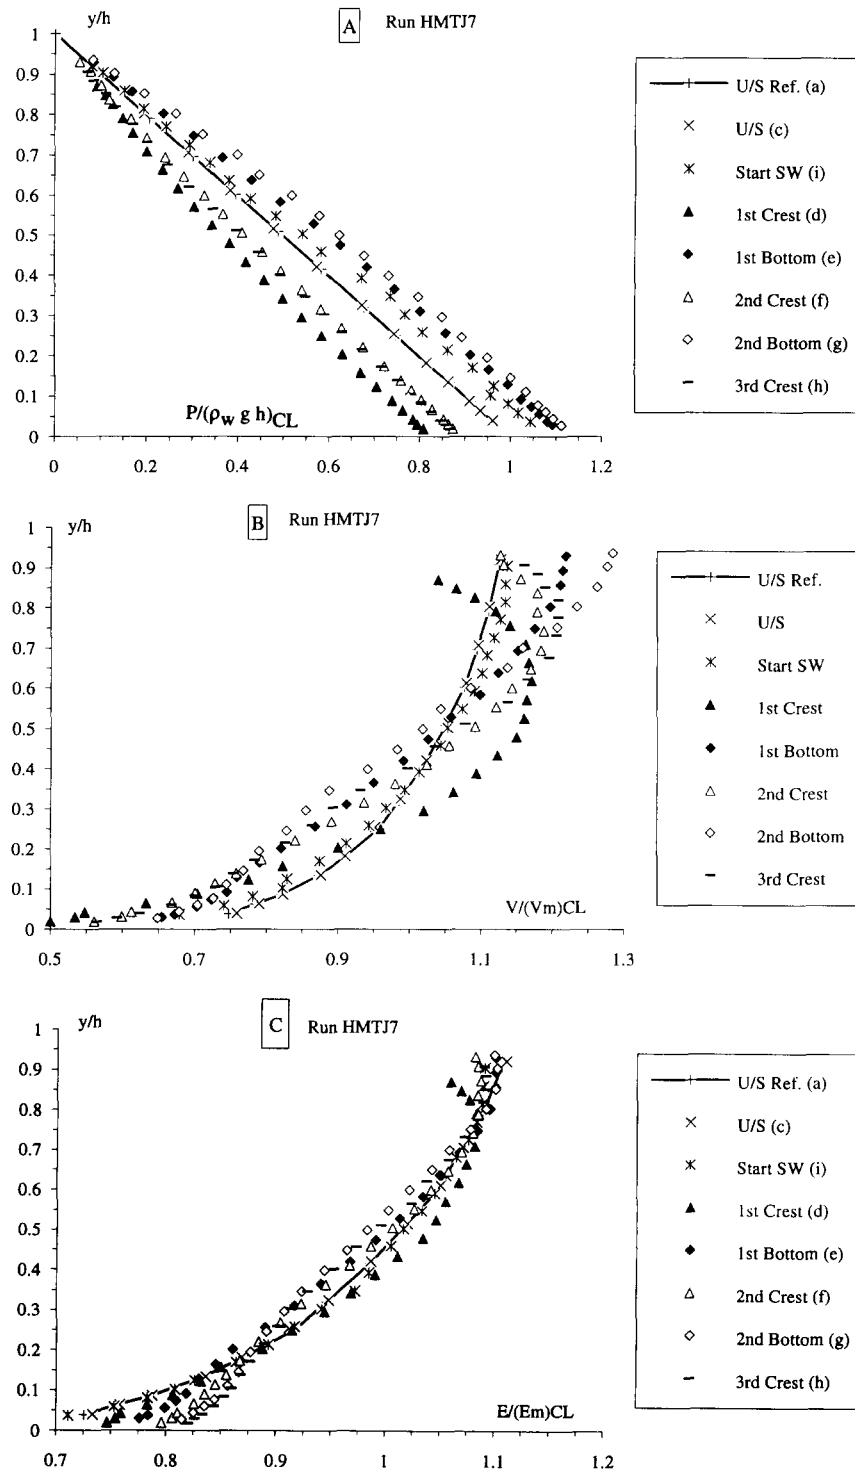 y/h
A Run HMTJ7
1
0.9
0.8
0.7
0.6
0.5
0.4
0.3
0.2
0.1
0
P/(ρw g h)CL
0 0.2 0.4 0.6 0.8 1 1.2
U/S Ref. (a)
U/S (c)
Start SW (i)
1st Crest (d)
1st Bottom (e)
2nd Crest (f)
2nd Bottom (g)
3rd Crest (h)
y/h
B Run HMTJ7
1
0.9
0.8
0.7
0.6
0.5
0.4
0.3
0.2
0.1
0
V/(Vm)CL
0.5 0.7 0.9 1.1 1.3
U/S Ref.
U/S
Start SW
1st Crest
1st Bottom
2nd Crest
2nd Bottom
3rd Crest
y/h
C Run HMTJ7
1
0.9
0.8
0.7
0.6
0.5
0.4
0.3
0.2
0.1
0
E/(Em)CL
0.7 0.8 0.9 1 1.1 1.2
U/S Ref. (a)
U/S (c)
Start SW (i)
1st Crest (d)
1st Bottom (e)
2nd Crest (f)
2nd Bottom (g)
3rd Crest (h)